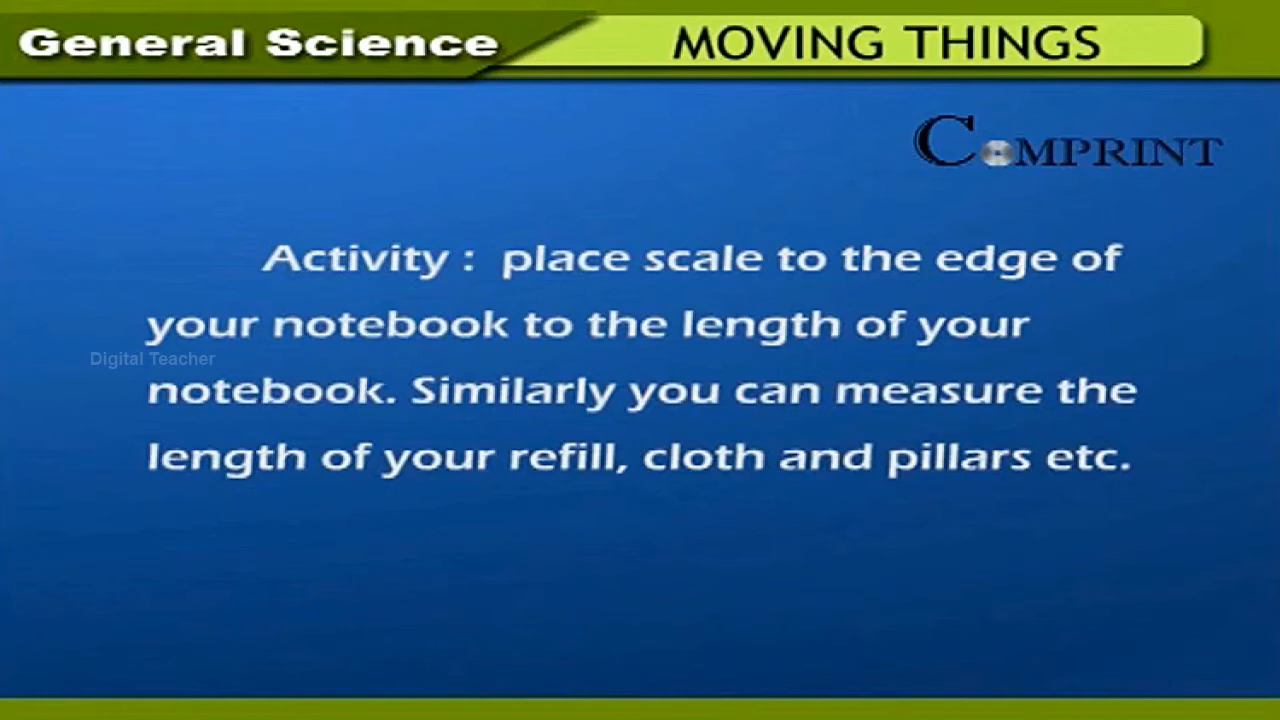 General Science
MOVING THINGS
COMPRINT
Activity : place scale to the edge of
your notebook to the length of your
Digital Teacher
notebook. Similarly you can measure the
length of your refill, cloth and pillars etc.